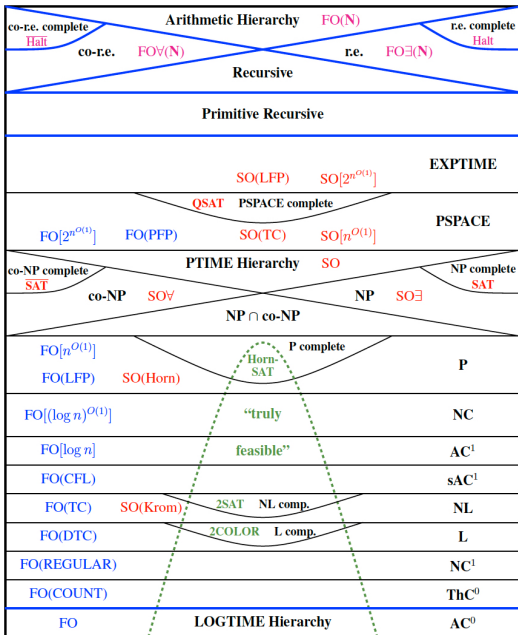 Arithmetic Hierarchy FO(N)
co-r.e. complete
Halt
r.e. complete
Halt
co-r.e. FO∀(N)
r.e. FO∃(N)
Recursive
Primitive Recursive
EXPTIME
SO(LFP) SO[2^{n^{O(1)}}]
QSAT PSPACE complete
PSPACE
FO[2^{n^{O(1)}}] FO(PFP) SO(TC) SO[n^{O(1)}]
PTIME Hierarchy SO
co-NP complete
SAT
NP complete
SAT
co-NP SO∀
NP SO∃
NP ∩ co-NP
FO[n^{O(1)}]
P complete
Horn-
SAT
P
FO(LFP) SO(Horn)
FO[(log n)^{O(1)}] “truly NC
FO[log n] feasible” AC^1
FO(CFL) sAC^1
FO(TC) SO(Krom) 2SAT NL comp. NL
FO(DTC) 2COLOR L comp. L
FO(REGULAR) NC^1
FO(COUNT) ThC^0
FO LOGTIME Hierarchy AC^0